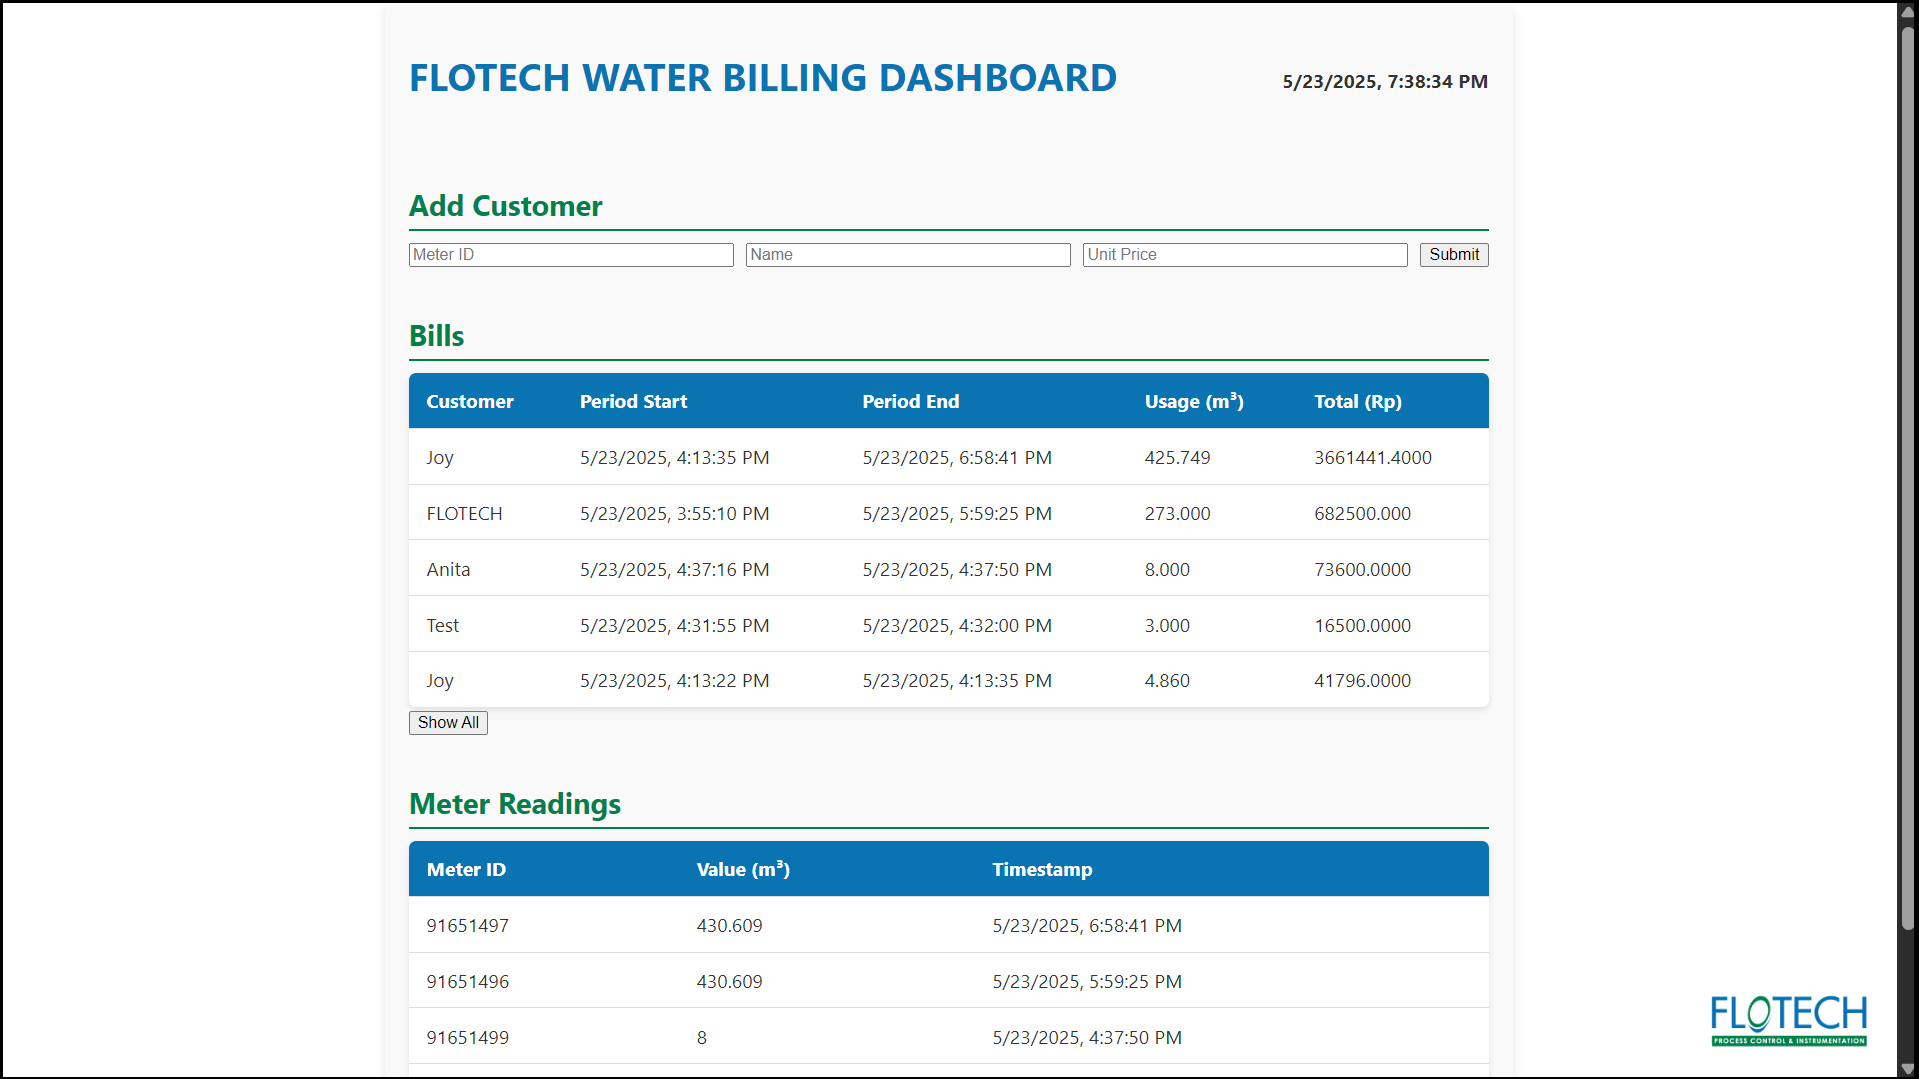 FLOTECH WATER BILLING DASHBOARD
5/23/2025, 7:38:34 PM
Add Customer
Meter ID Name Unit Price Submit
Bills
Customer Period Start Period End Usage (m³) Total (Rp)
Joy 5/23/2025, 4:13:35 PM 5/23/2025, 6:58:41 PM 425.749 3661441.4000
FLOTECH 5/23/2025, 3:55:10 PM 5/23/2025, 5:59:25 PM 273.000 682500.000
Anita 5/23/2025, 4:37:16 PM 5/23/2025, 4:37:50 PM 8.000 73600.0000
Test 5/23/2025, 4:31:55 PM 5/23/2025, 4:32:00 PM 3.000 16500.0000
Joy 5/23/2025, 4:13:22 PM 5/23/2025, 4:13:35 PM 4.860 41796.0000
Show All
Meter Readings
Meter ID Value (m³) Timestamp
91651497 430.609 5/23/2025, 6:58:41 PM
91651496 430.609 5/23/2025, 5:59:25 PM
91651499 8 5/23/2025, 4:37:50 PM
FLOTECH
PROCESS CONTROL & INSTRUMENTATION